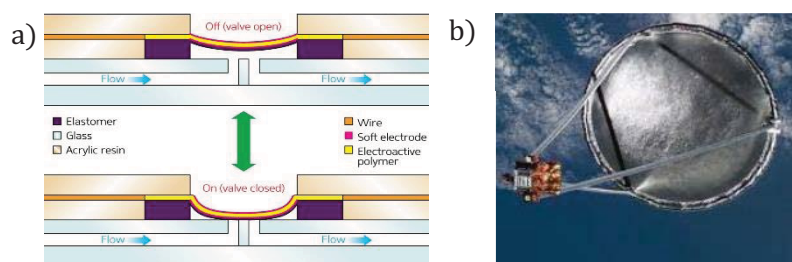 a)
Off (valve open)
Flow
Flow
Elastomer
Glass
Acrylic resin
Wire
Soft electrode
Electroactive
polymer
On (valve closed)
Flow
Flow
b)